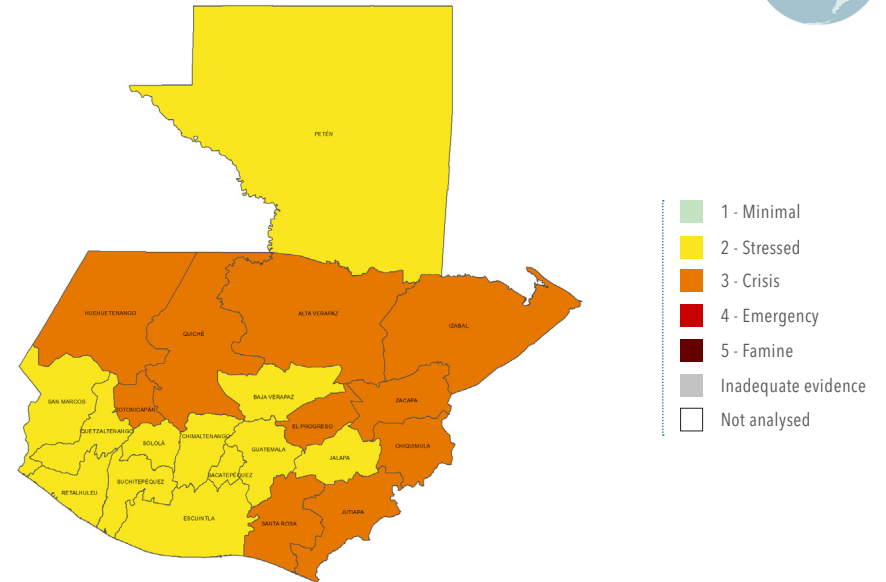 PETÉN
HUEHUETENANGO
QUICHÉ
ALTA VERAPAZ
IZABAL
SAN MARCOS
TOTONICAPÁN
BAJA VERAPAZ
ZACAPA
QUETZALTENANGO
SOLOLÁ
CHIMALTENANGO
GUATEMALA
EL PROGRESO
CHIQUIMULA
JALAPA
RETALHULEU
SUCHITEPÉQUEZ
SACATEPÉQUEZ
ESCUINTLA
SANTA ROSA
JUTIAPA
1 - Minimal
2 - Stressed
3 - Crisis
4 - Emergency
5 - Famine
Inadequate evidence
Not analysed